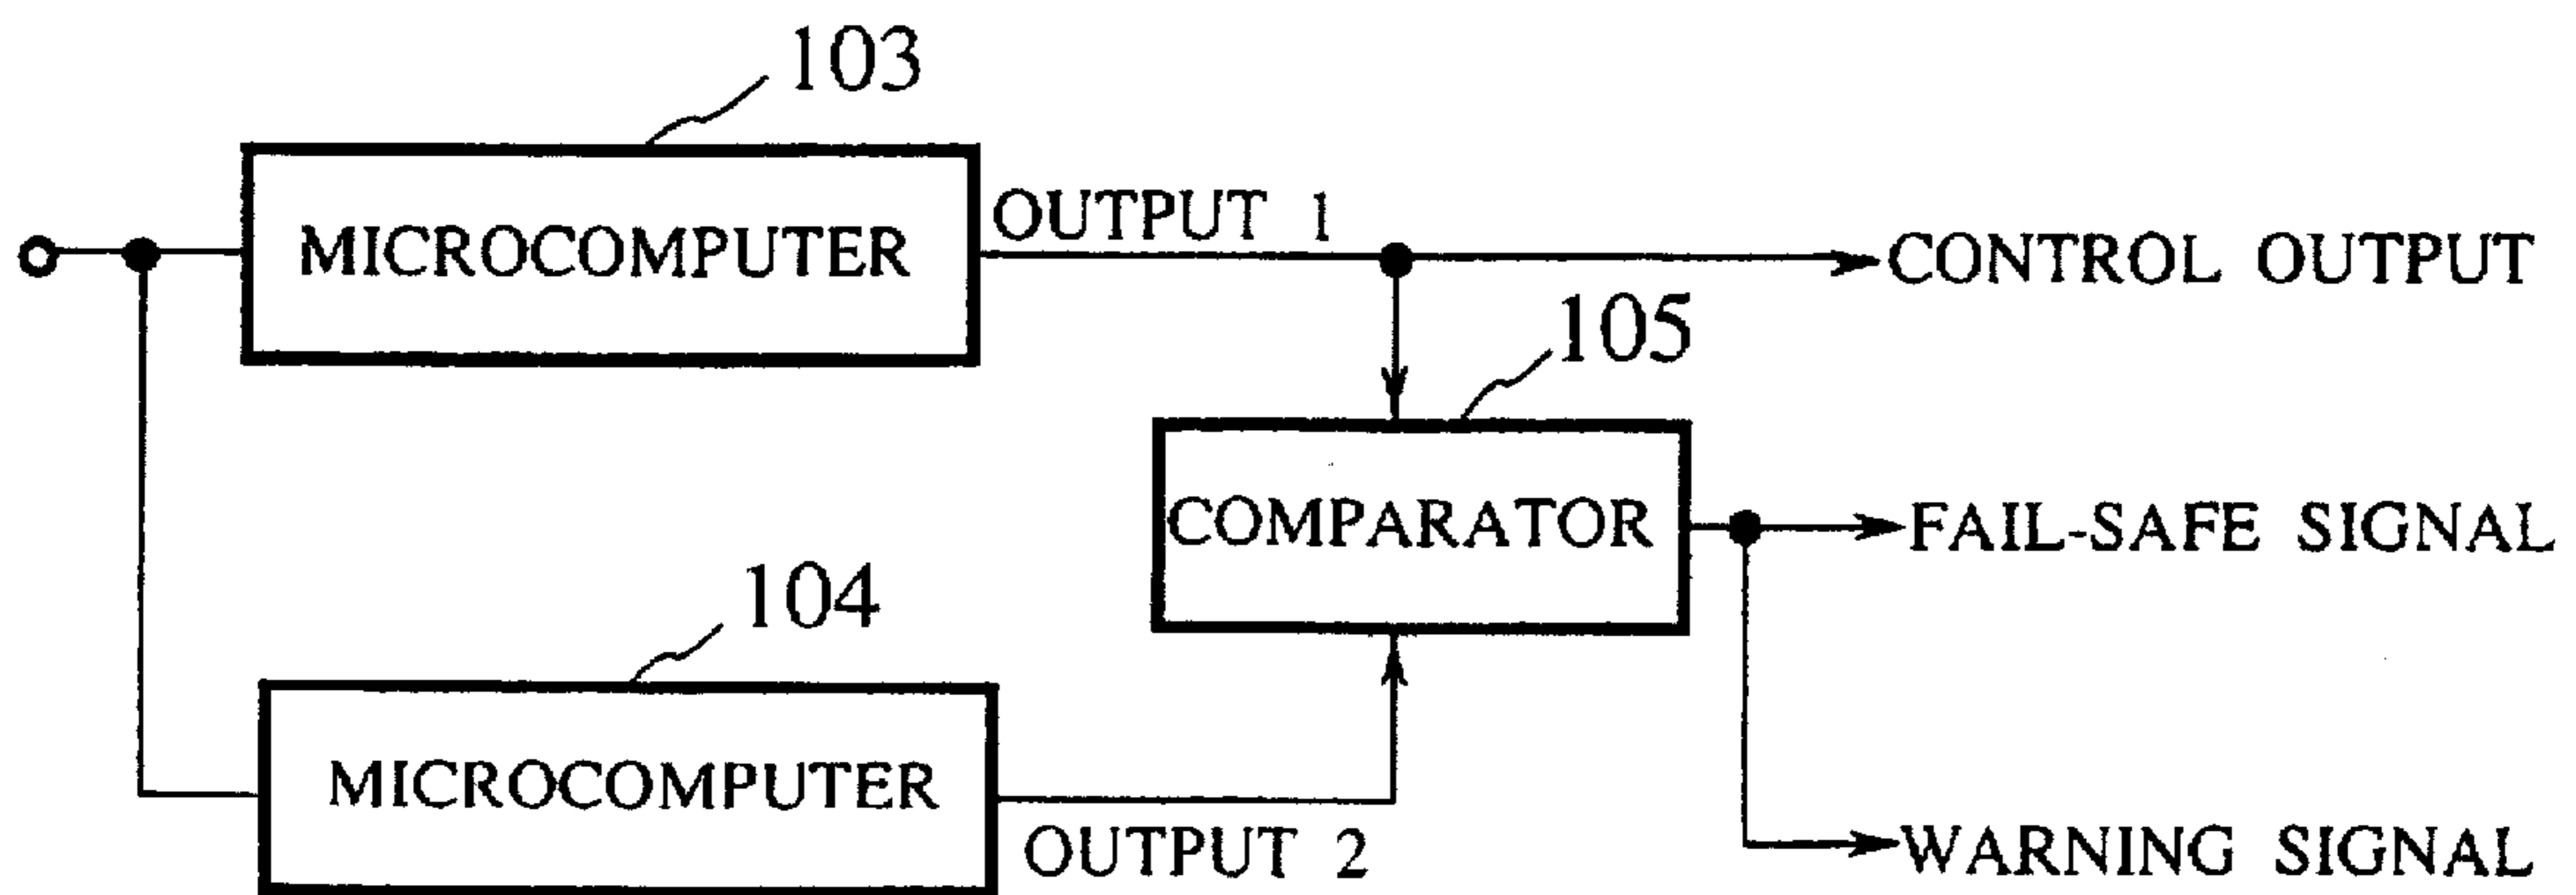 103
MICROCOMPUTER
OUTPUT 1
CONTROL OUTPUT
105
COMPARATOR
FAIL-SAFE SIGNAL
104
MICROCOMPUTER
OUTPUT 2
WARNING SIGNAL